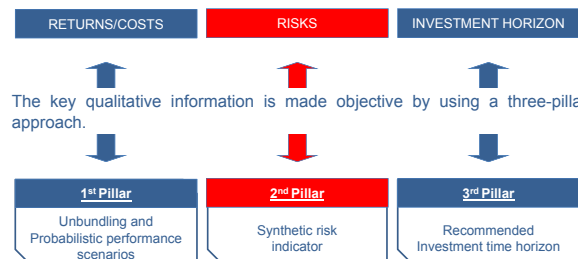 RETURNS/COSTS RISKS INVESTMENT HORIZON
The key qualitative information is made objective by using a three-pilla
approach.
1st Pillar 2nd Pillar 3rd Pillar
Unbundling and
Probabilistic performance
scenarios
Synthetic risk
indicator
Recommended
Investment time horizon